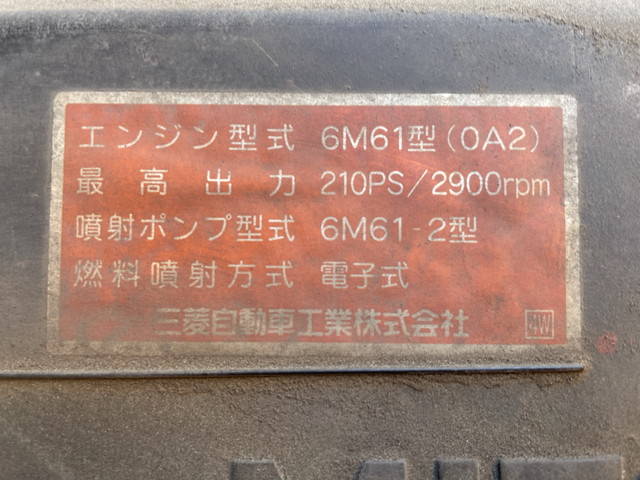 エンジン型式 6M61型(0A2)
最高出力 210PS/2900rpm
噴射ポンプ型式 6M61-2型
燃料噴射方式 電子式
三菱自動車工業株式会社